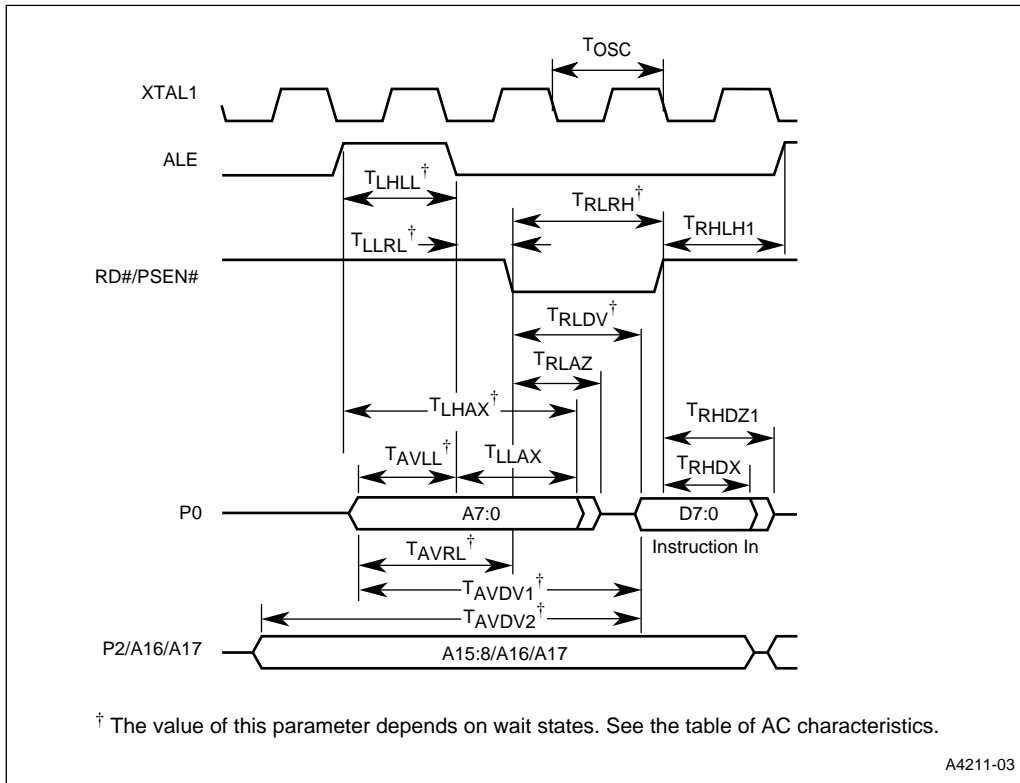 TOSC
XTAL1
ALE
TLHLL†
TRLRH†
TRHLH1
TLLRL†
RD#/PSEN#
TRLDV†
TRLAZ
TLHAX†
TRHDZ1
TAVLL†
TLLAX
TRHDX
P0
A7:0
D7:0
Instruction In
TAVRL†
TAVDV1†
TAVDV2†
P2/A16/A17
A15:8/A16/A17
† The value of this parameter depends on wait states. See the table of AC characteristics.
A4211-03